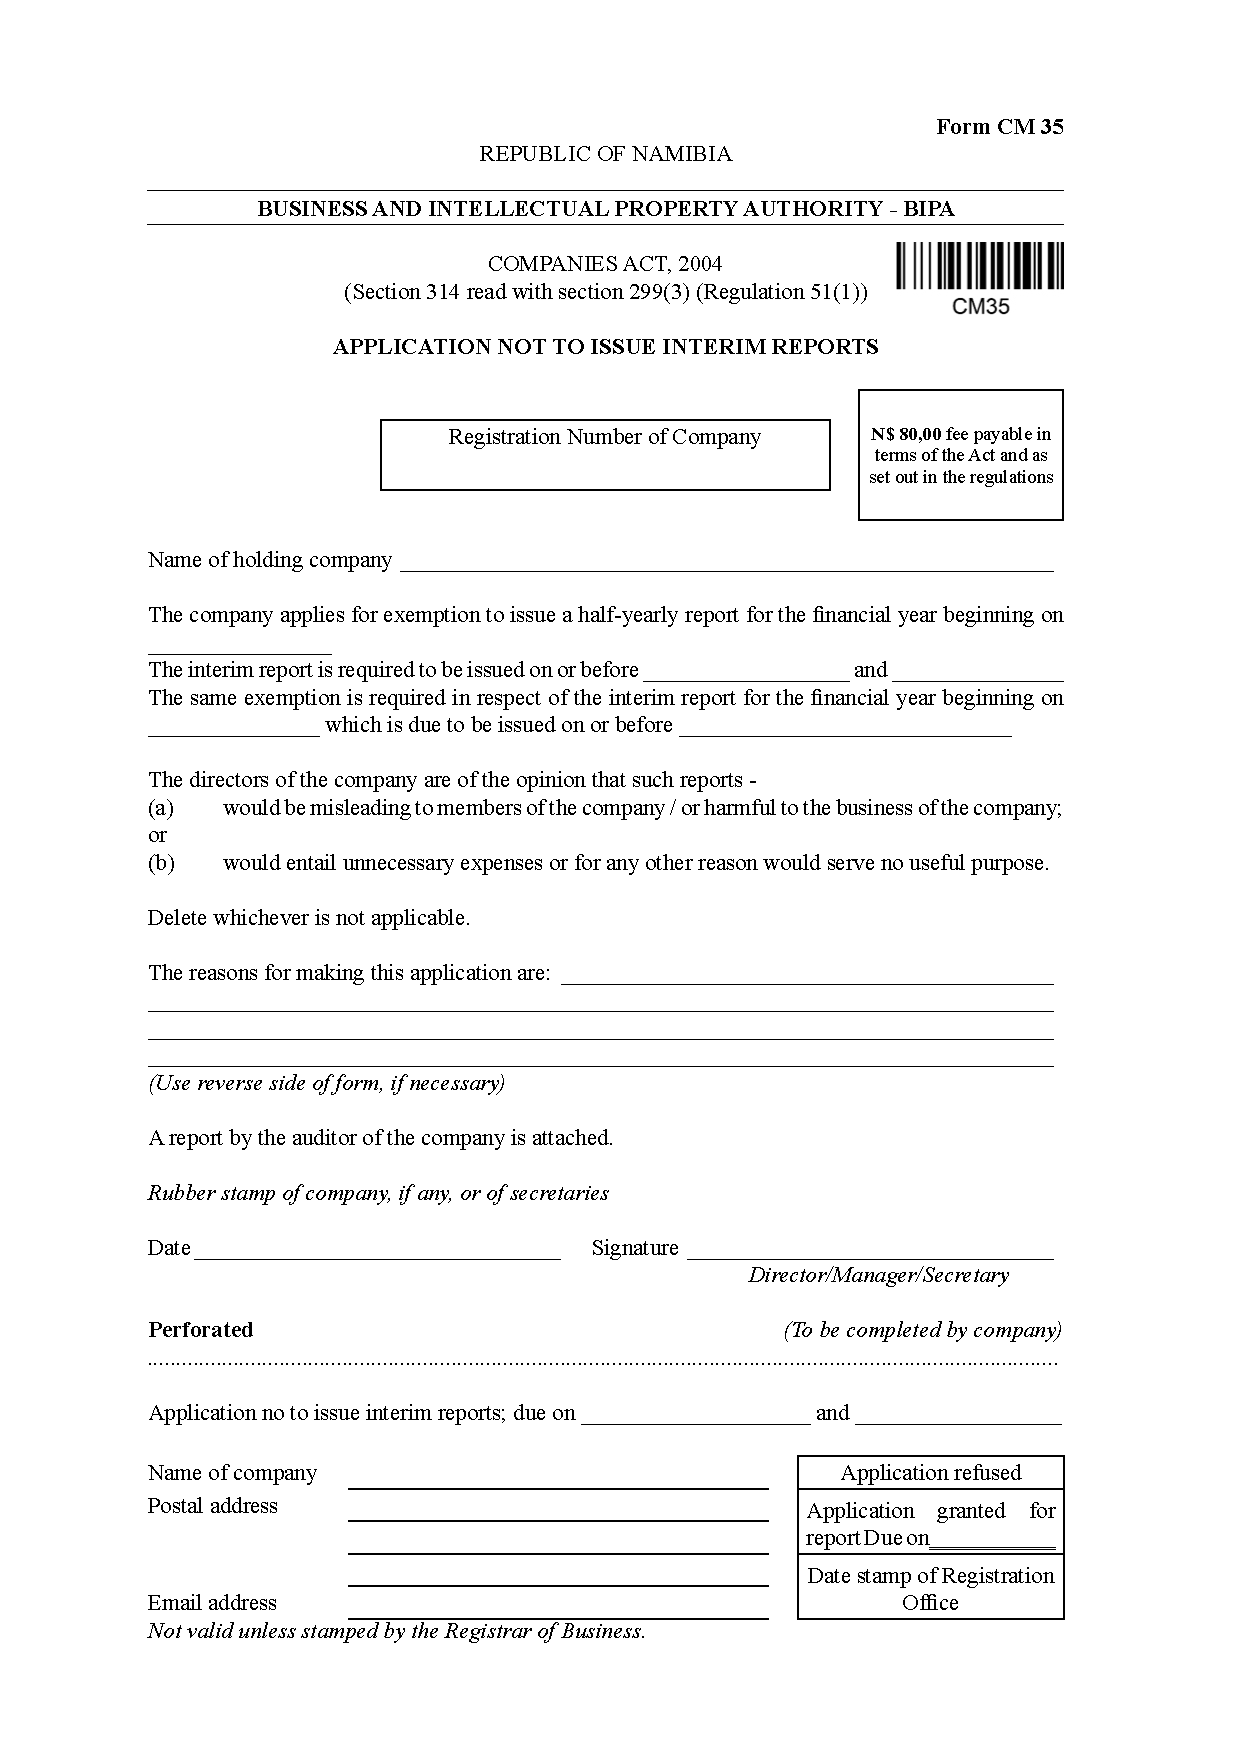 Form CM 35
REPUBLIC OF NAMIBIA
BUSINESS AND INTELLECTUAL PROPERTY AUTHORITY - BIPA
COMPANIES ACT, 2004
(Section 314 read with section 299(3) (Regulation 51(1))
CM35
APPLICATION NOT TO ISSUE INTERIM REPORTS
Registration Number of Company
N$ 80,00 fee payable in
terms of the Act and as
set out in the regulations
Name of holding company ____________________
The company applies for exemption to issue a half-yearly report for the financial year beginning on
________________
The interim report is required to be issued on or before __________________ and _______________
The same exemption is required in respect of the interim report for the financial year beginning on
_______________ which is due to be issued on or before _____________________________
The directors of the company are of the opinion that such reports -
(a) would be misleading to members of the company / or harmful to the business of the company;
or
(b) would entail unnecessary expenses or for any other reason would serve no useful purpose.
Delete whichever is not applicable.
The reasons for making this application are: ____________________
(Use reverse side of form, if necessary)
A report by the auditor of the company is attached.
Rubber stamp of company, if any, or of secretaries
Date ____________________ Signature ____________________
Director/Manager/Secretary
Perforated (To be completed by company)
Application no to issue interim reports; due on ____________________ and __________________
Name of company
Postal address
Email address
Application refused
Application granted for
report Due on___________
Date stamp of Registration
Office
Not valid unless stamped by the Registrar of Business.